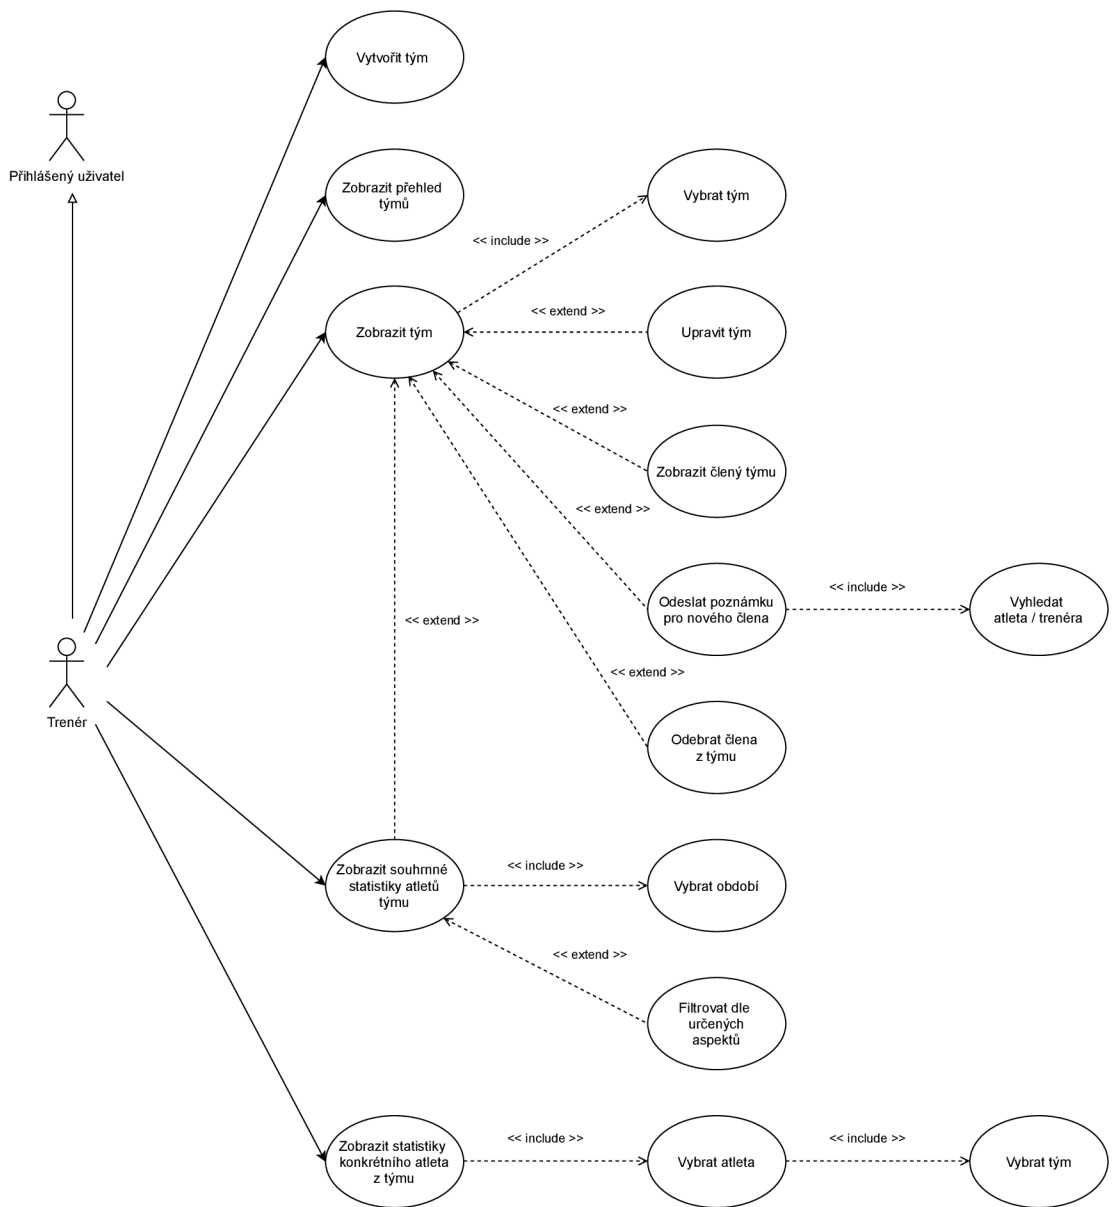 Vytvořit tým
Přihlášený uživatel
Zobrazit přehled
týmů
Vybrat tým
<< include >>
Zobrazit tým
<< extend >>
Upravit tým
<< extend >>
Zobrazit člený týmu
<< extend >>
Odeslat poznámku
pro nového člena
<< include >>
Vyhledat
atleta / trenéra
<< extend >>
<< extend >>
Trenér
Odebrat člena
z týmu
Zobrazit souhrnné
statistiky atletů
týmu
<< include >>
Vybrat období
<< extend >>
Filtrovat dle
určených
aspektů
Zobrazit statistiky
konkrétního atleta
z týmu
<< include >>
Vybrat atleta
<< include >>
Vybrat tým